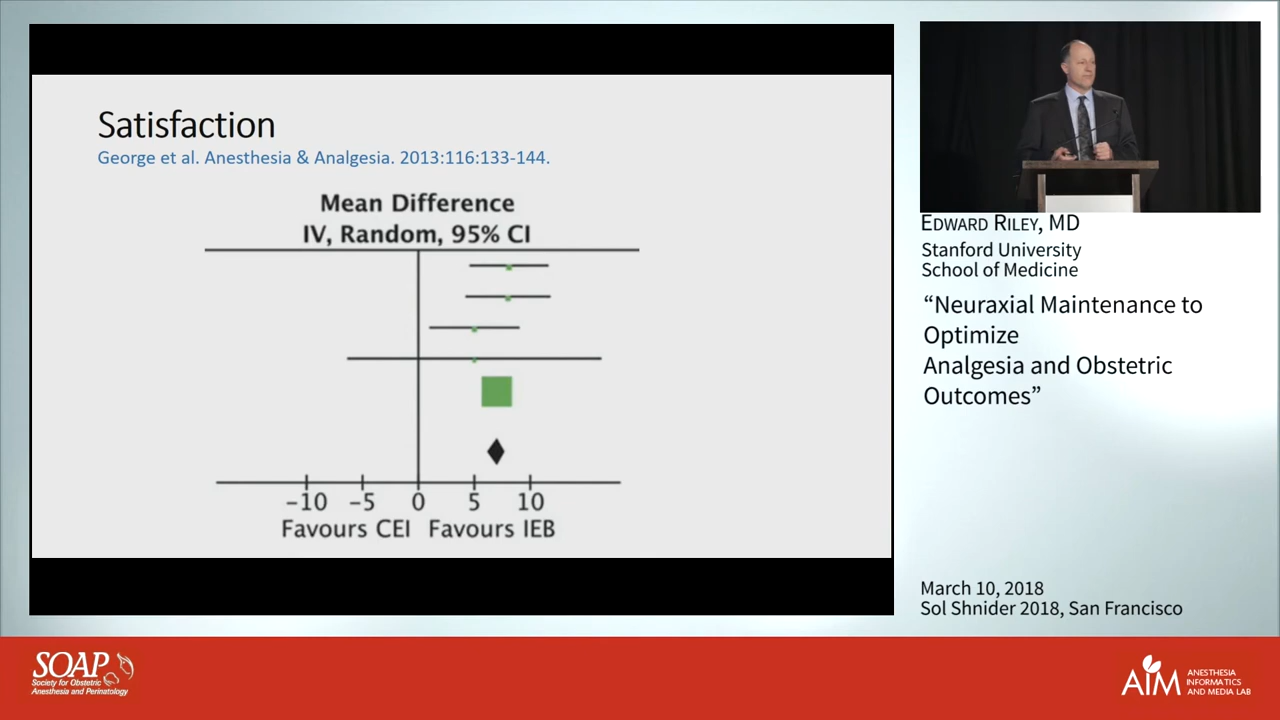 Satisfaction
George et al. Anesthesia & Analgesia. 2013:116:133-144.
Mean Difference
IV, Random, 95% CI
−10 −5 0 5 10
Favours CEI Favours IEB
EDWARD RILEY, MD
Stanford University
School of Medicine
“Neuraxial Maintenance to
Optimize
Analgesia and Obstetric
Outcomes”
March 10, 2018
Sol Shnider 2018, San Francisco
SOAP
Society for Obstetric
Anesthesia and Perinatology
AIM
ANESTHESIA
INFORMATICS
AND MEDIA LAB